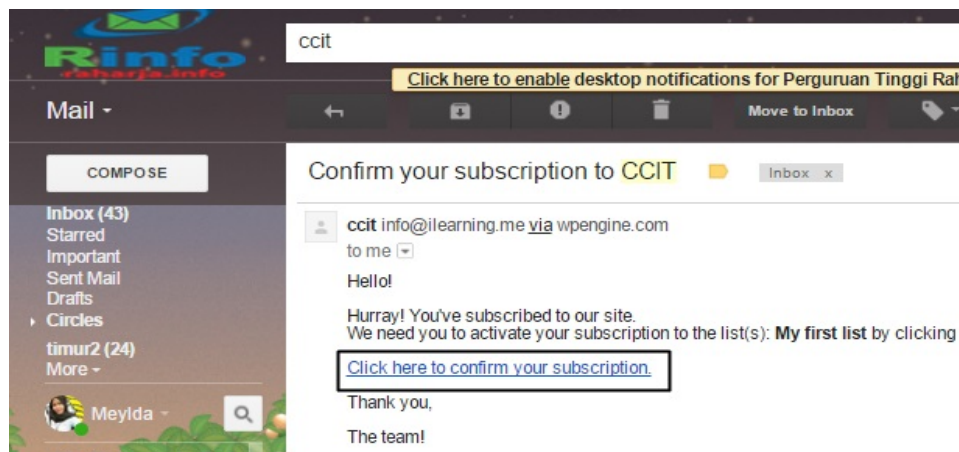 Rinfo
raharja.info
ccit
Click here to enable desktop notifications for Perguruan Tinggi Rah
Mail
Move to Inbox
COMPOSE
Confirm your subscription to CCIT
Inbox x
Inbox (43)
Starred
Important
Sent Mail
Drafts
Circles
timur2 (24)
More
Meylda
ccit info@ilearning.me via wpengine.com
to me
Hello!
Hurray! You've subscribed to our site.
We need you to activate your subscription to the list(s): My first list by clicking
Click here to confirm your subscription.
Thank you,
The team!